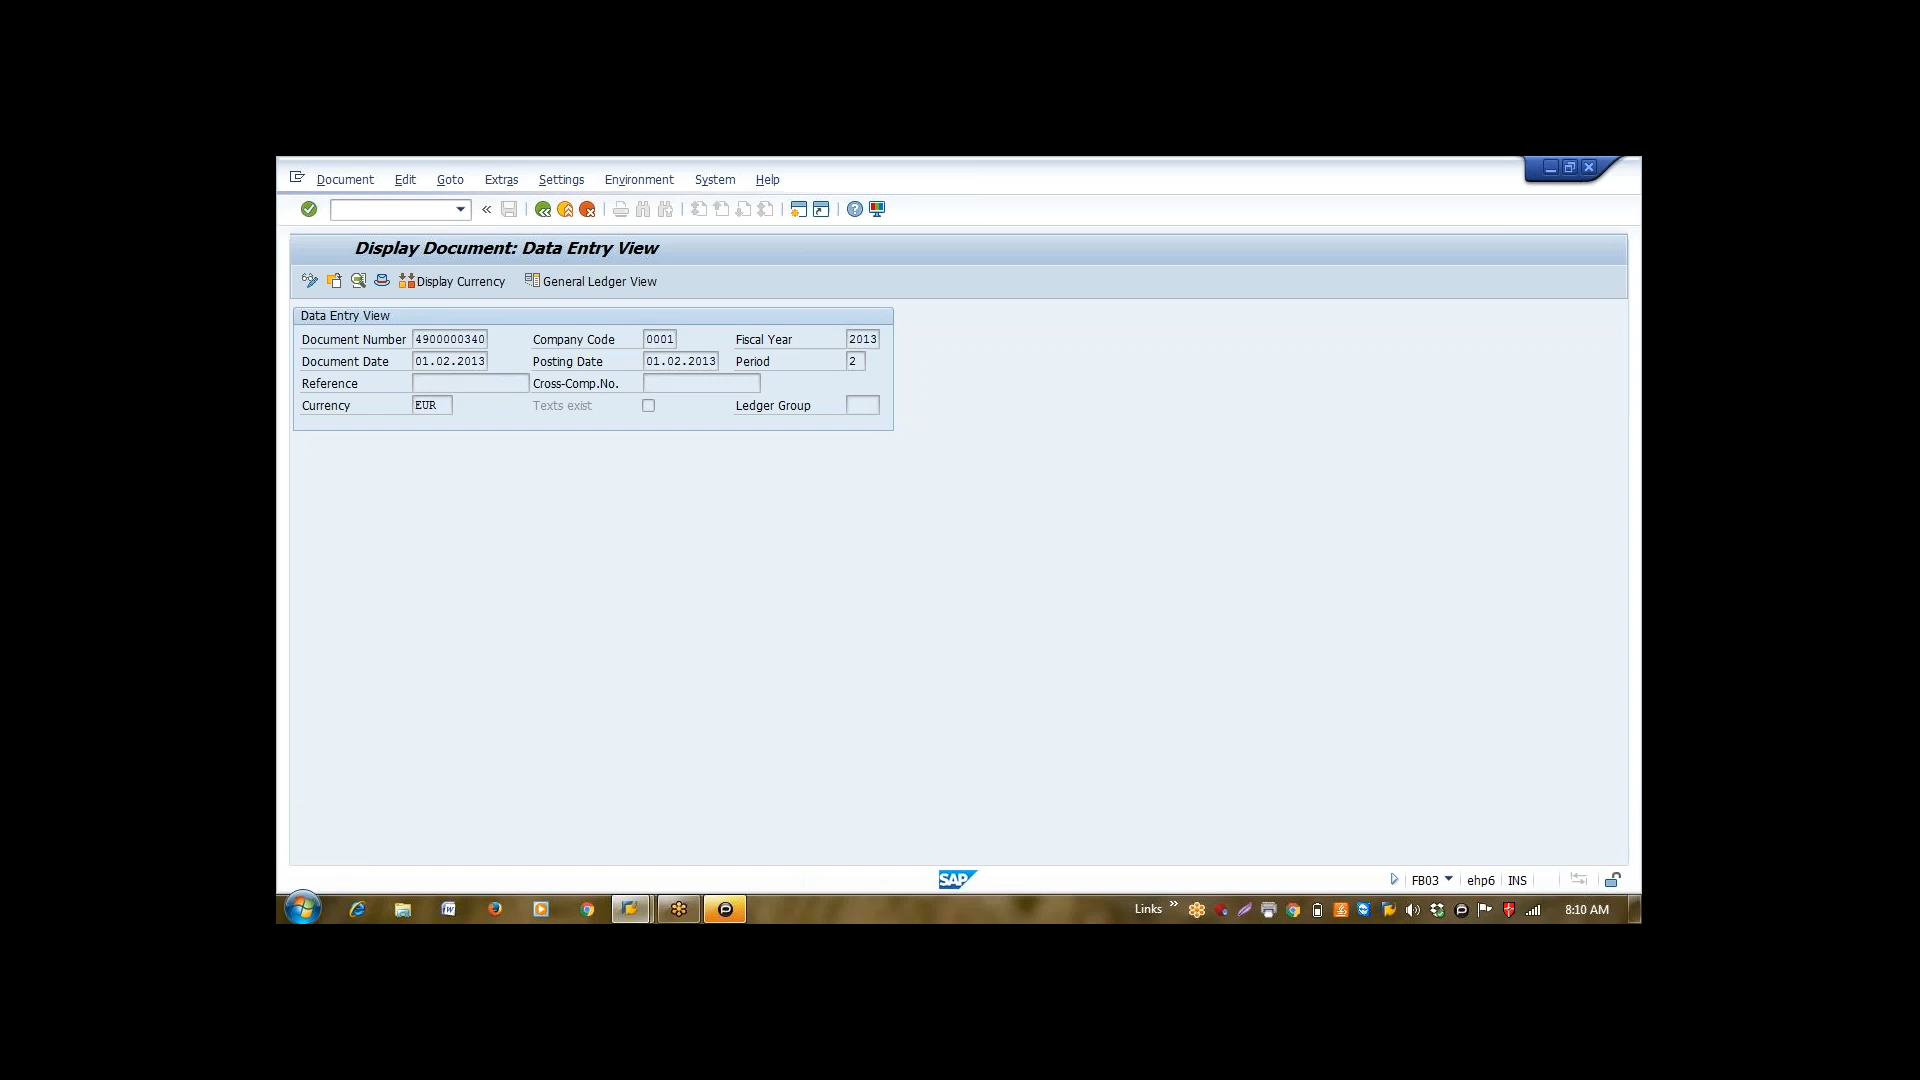 Document Edit Goto Extras Settings Environment System Help
Display Document: Data Entry View
Display Currency General Ledger View
Data Entry View
Document Number 4900000340 Company Code 0001 Fiscal Year 2013
Document Date 01.02.2013 Posting Date 01.02.2013 Period 2
Reference Cross-Comp.No.
Currency EUR Texts exist Ledger Group
SAP
FB03 ehp6 INS
Links » 8:10 AM